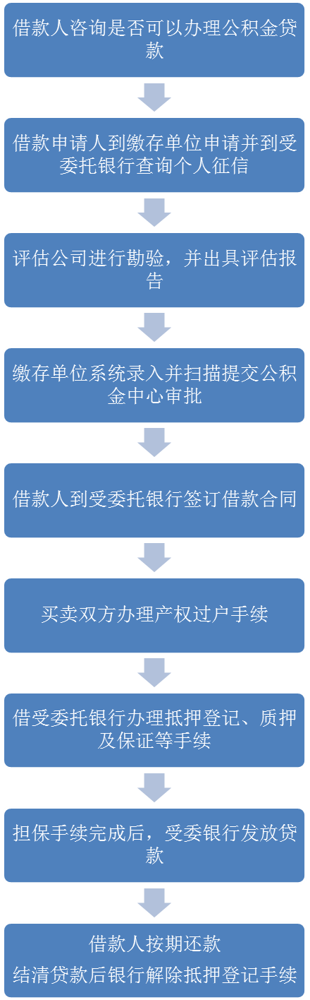 借款人咨询是否可以办理公积金贷
款
借款申请人到缴存单位申请并到受
委托银行查询个人征信
评估公司进行勘验，并出具评估报
告
缴存单位系统录入并扫描提交公积
金中心审批
借款人到受委托银行签订借款合同
买卖双方办理产权过户手续
借受委托银行办理抵押登记、质押
及保证等手续
担保手续完成后，受委银行发放贷
款
借款人按期还款
结清贷款后银行解除抵押登记手续